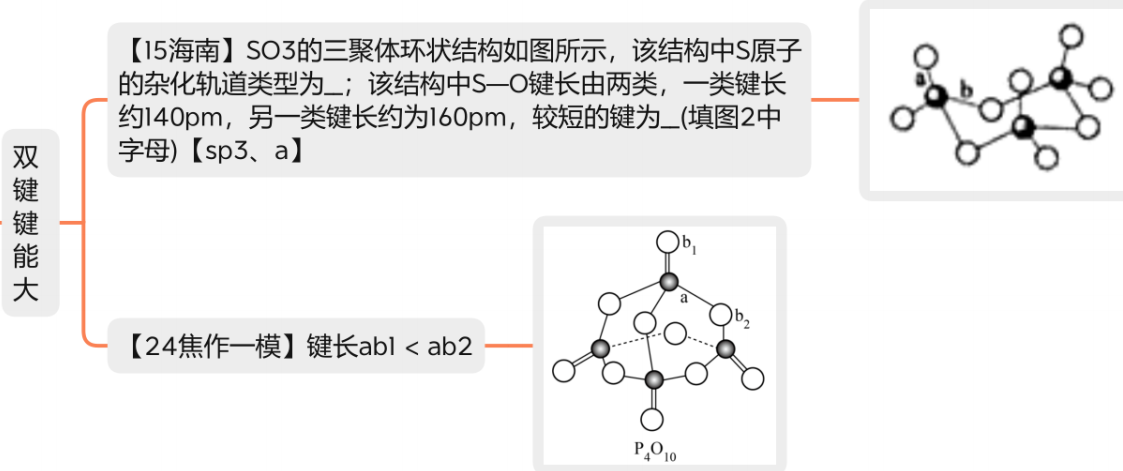 双
键
键
能
大
【15海南】SO3的三聚体环状结构如图所示，该结构中S原子
的杂化轨道类型为_；该结构中S—O键长由两类，一类键长
约140pm，另一类键长约为160pm，较短的键为_(填图2中
字母)【sp3、a】
a
b
【24焦作一模】键长ab1 < ab2
b₁
a
b₂
P₄O₁₀